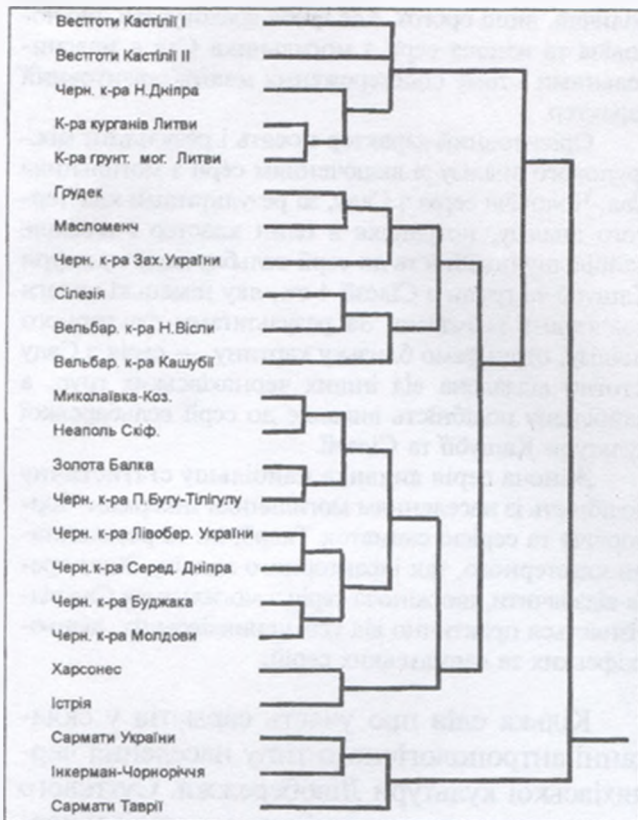 Вестготи Кастілії I
Вестготи Кастілії II
Черн. к-ра Н.Дніпра
К-ра курганів Литви
К-ра грунт. мог. Литви
Грудек
Масломенч
Черн. к-ра Зах.України
Сілезія
Вельбар. к-ра Н.Вісли
Вельбар. к-ра Кашубії
Миколаївка-Коз.
Неаполь Скіф.
Золота Балка
Черн. к-ра П.Бугу-Тілігулу
Черн. к-ра Лівобер. України
Черн.к-ра Серед. Дніпра
Черн. к-ра Буджака
Черн. к-ра Молдови
Харсонес
Істрія
Сармати України
Інкерман-Чорноріччя
Сармати Таврії